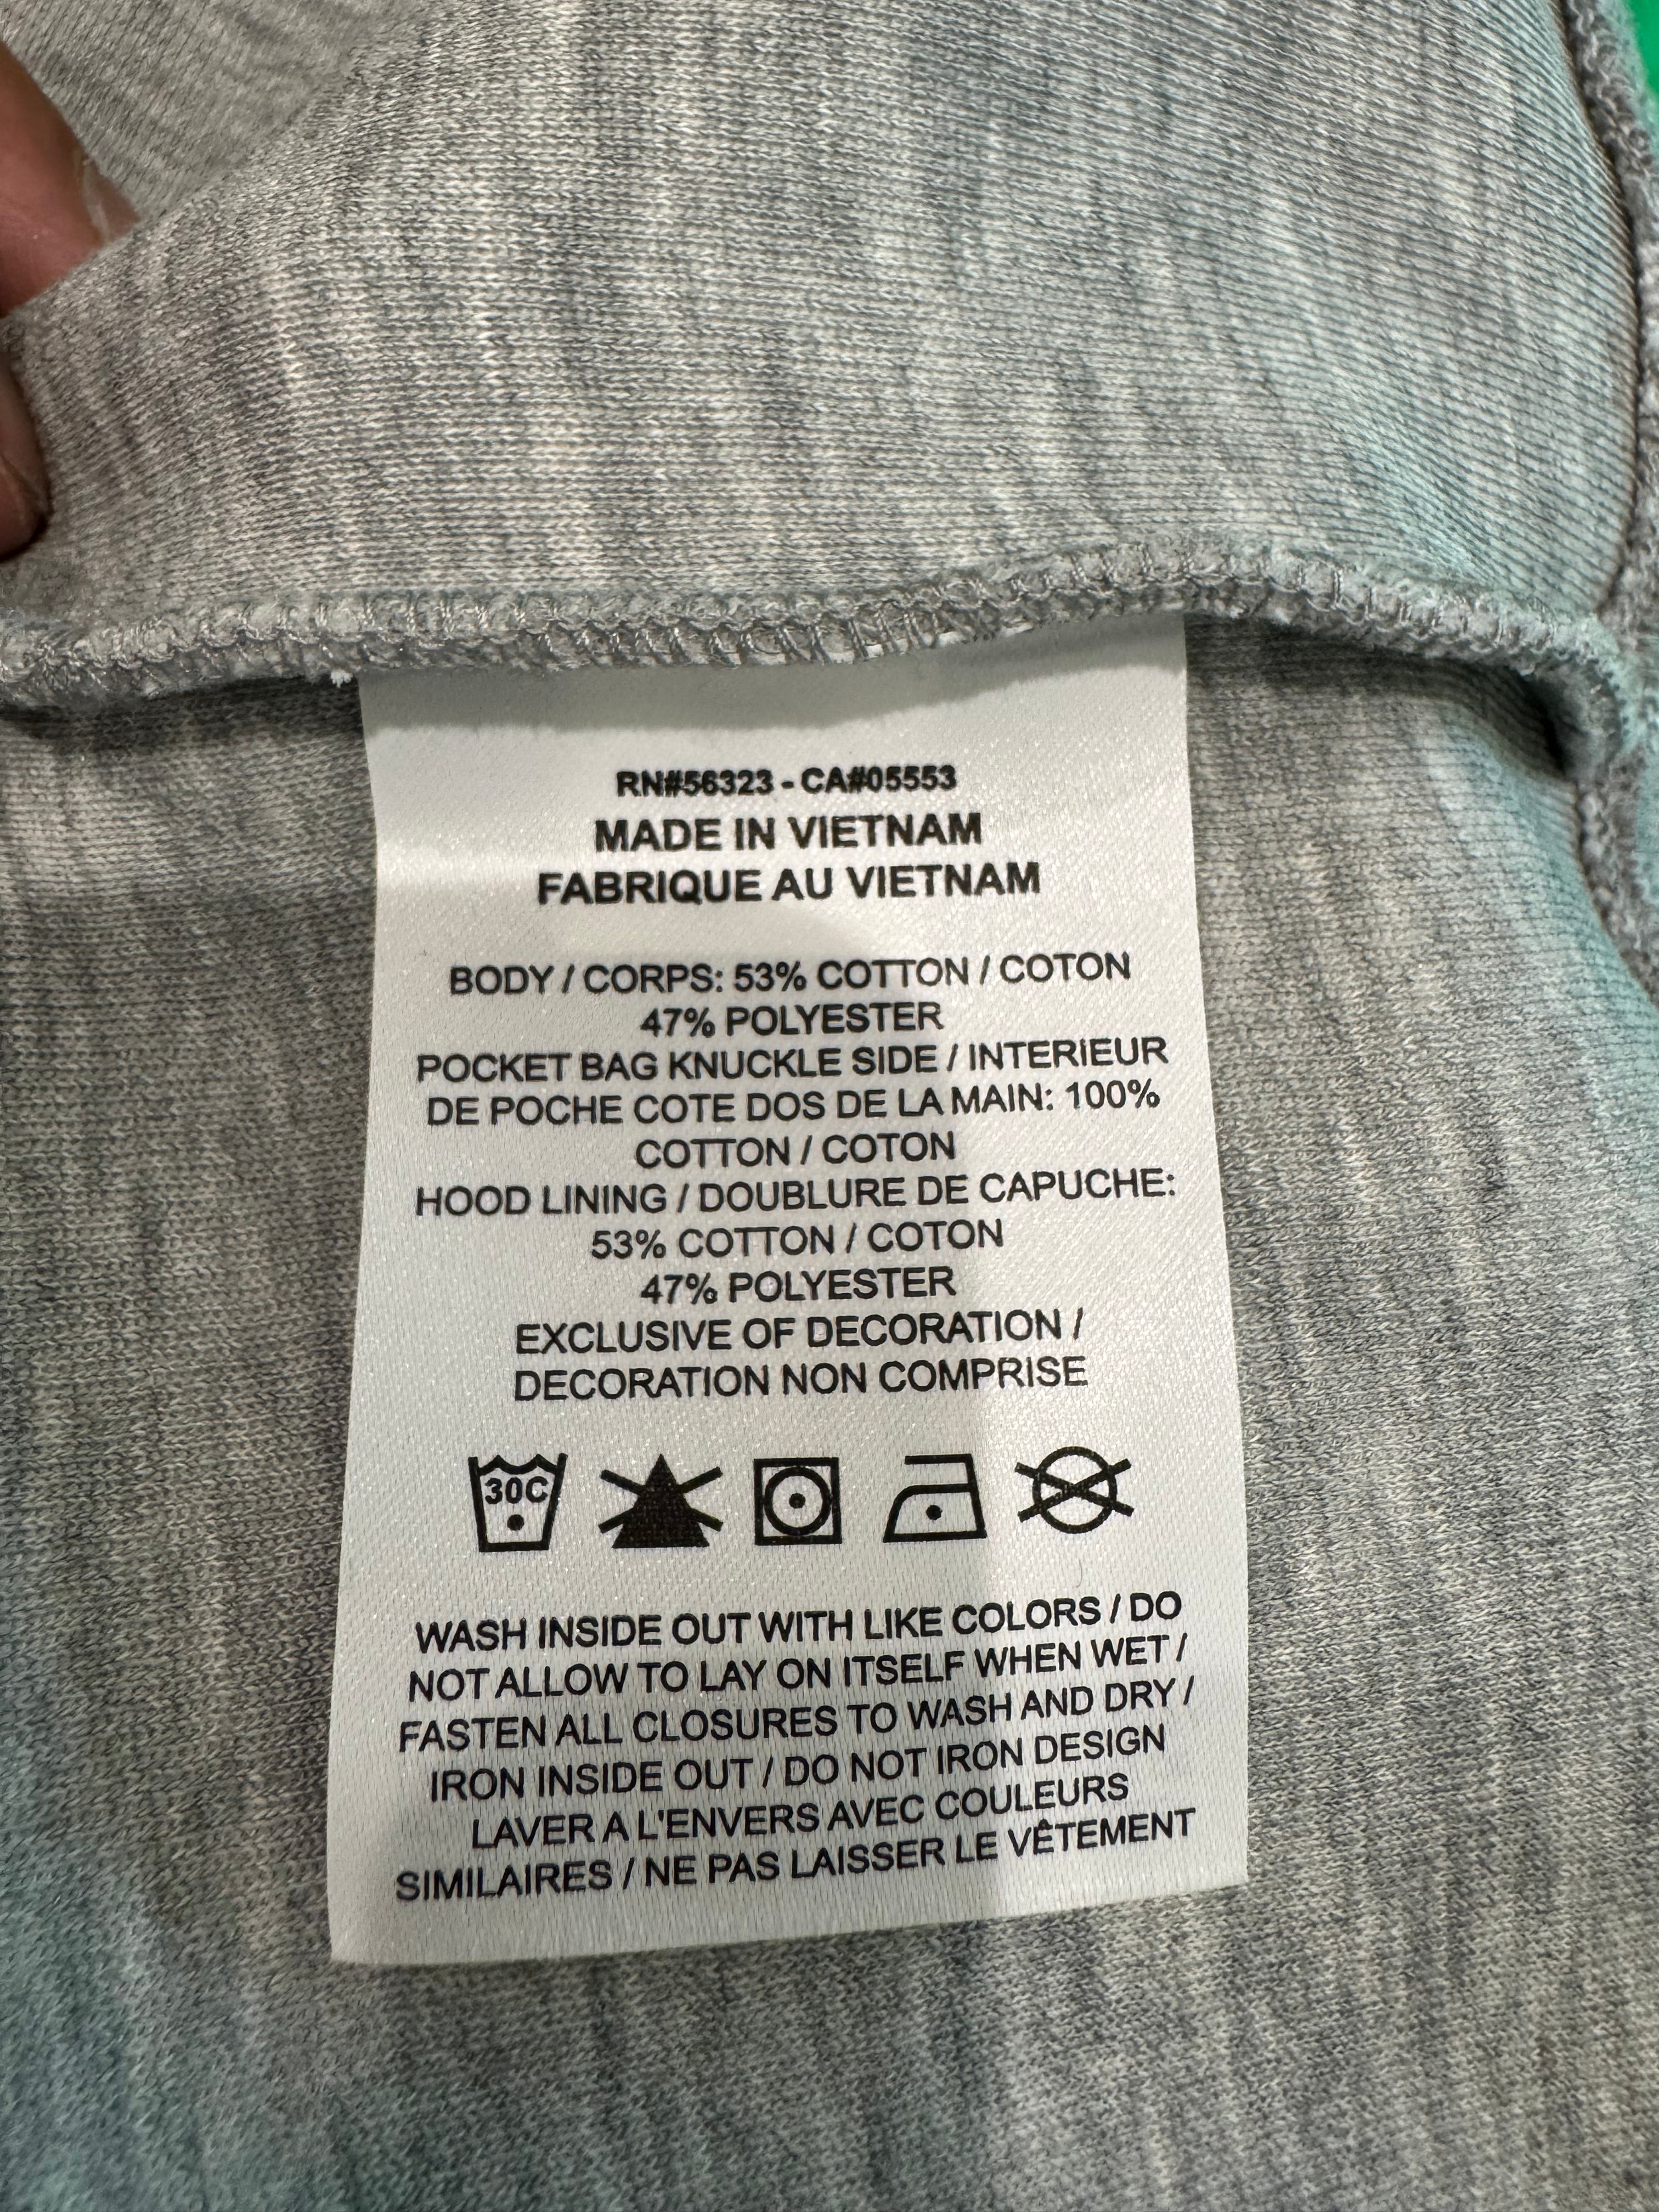 RN#56323 - CA#05553
MADE IN VIETNAM
FABRIQUE AU VIETNAM
BODY / CORPS: 53% COTTON / COTON
47% POLYESTER
POCKET BAG KNUCKLE SIDE / INTERIEUR
DE POCHE COTE DOS DE LA MAIN: 100%
COTTON / COTON
HOOD LINING / DOUBLURE DE CAPUCHE:
53% COTTON / COTON
47% POLYESTER
EXCLUSIVE OF DECORATION /
DECORATION NON COMPRISE
30C
WASH INSIDE OUT WITH LIKE COLORS / DO
NOT ALLOW TO LAY ON ITSELF WHEN WET /
FASTEN ALL CLOSURES TO WASH AND DRY /
IRON INSIDE OUT / DO NOT IRON DESIGN
LAVER A L'ENVERS AVEC COULEURS
SIMILAIRES / NE PAS LAISSER LE VÊTEMENT